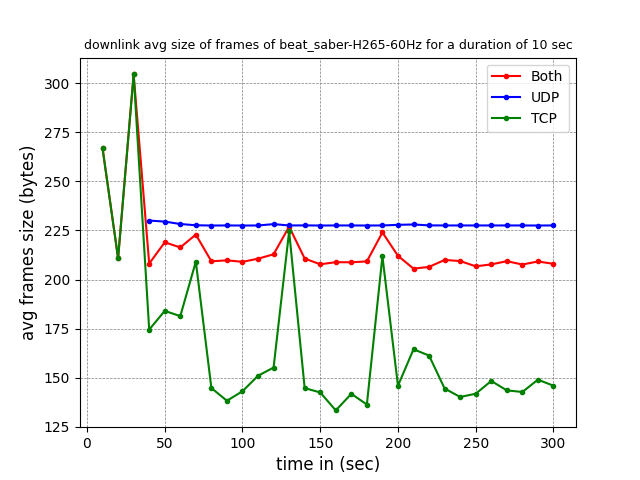 downlink avg size of frames of beat_saber-H265-60Hz for a duration of 10 sec
Both
UDP
TCP
avg frames size (bytes)
300
275
250
225
200
175
150
125
0
50
100
150
200
250
300
time in (sec)